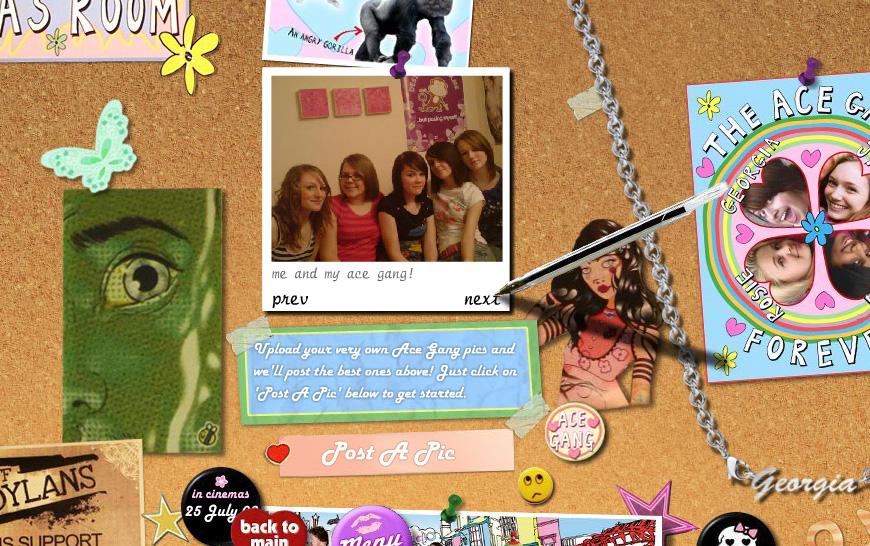 AS ROOM
AN ANGRY GORILLA
me and my ace gang!
prev
next
Upload your very own Ace Gang pics and
we'll post the best ones above! Just click on
'Post A Pic' below to get started.
Post A Pic
ACE
GANG
THE ACE GA
GEORGIA
ROSIE
FOREVE
Georgia
DYLANS
S SUPPORT
in cinemas
25 July
back to
main
Menu